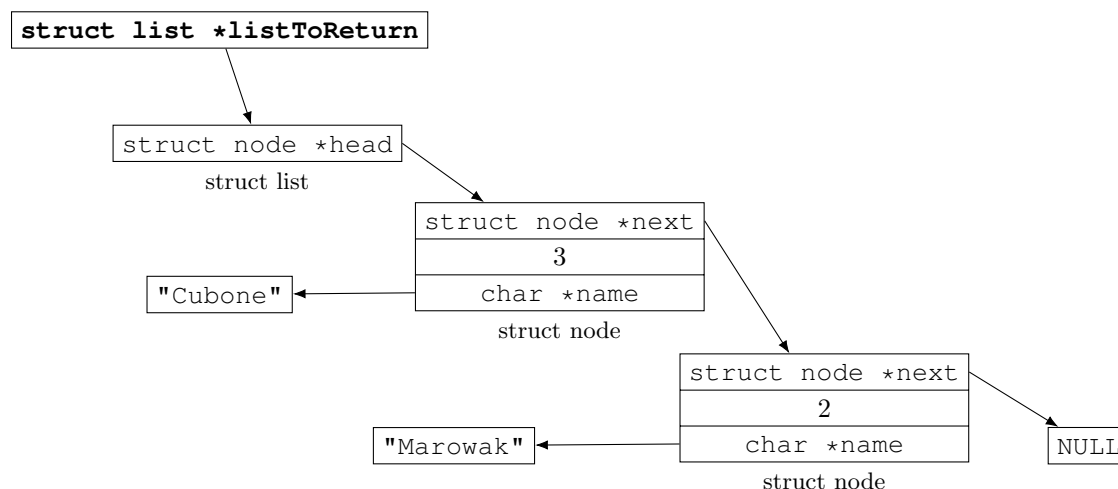 struct list *listToReturn
struct node *head
struct list
struct node *next
3
"Cubone"
char *name
struct node
struct node *next
2
"Marowak"
char *name
NULL
struct node